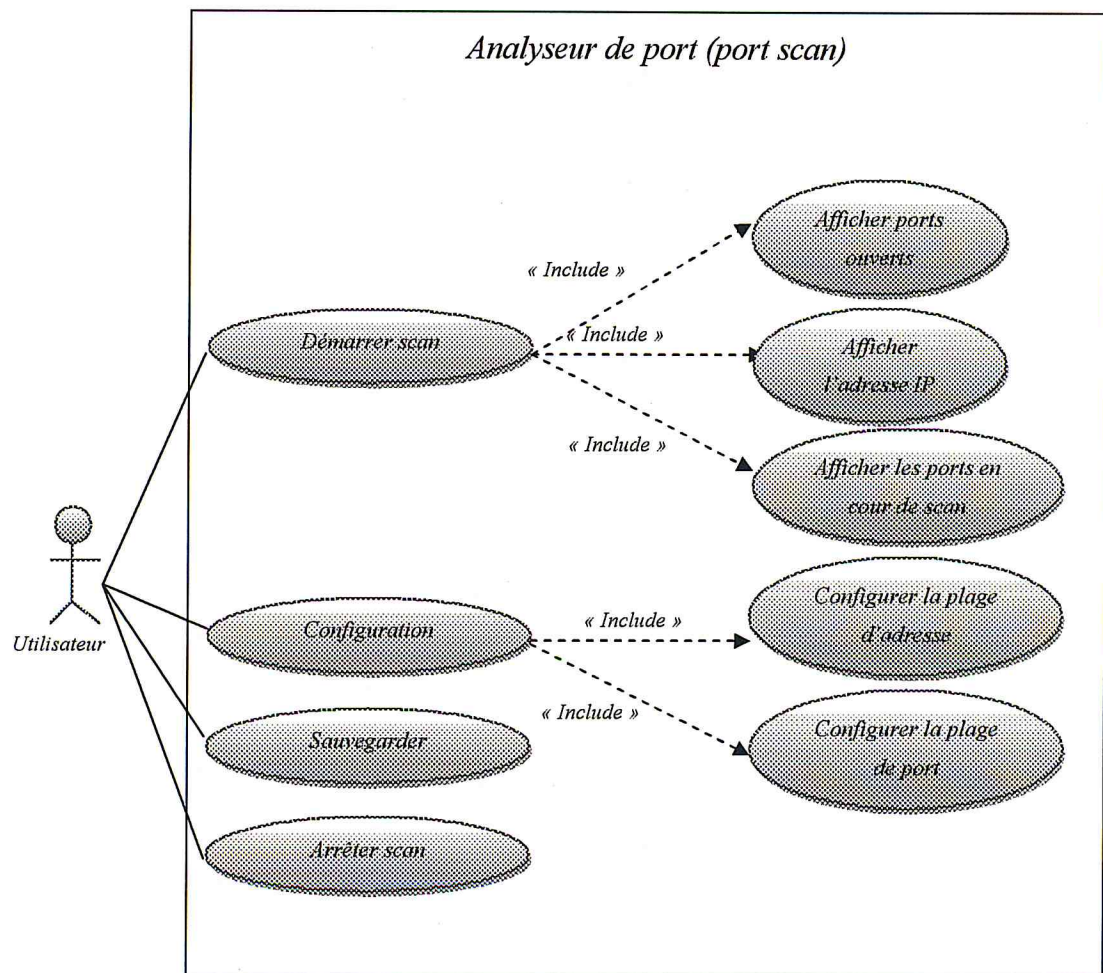 Analyseur de port (port scan)
Afficher ports
ouverts
« Include »
Démarrer scan
« Include »
Afficher
l'adresse IP
« Include »
Afficher les ports en
cour de scan
Utilisateur
Configuration
« Include »
Configurer la plage
d'adresse
« Include »
Configurer la plage
de port
Sauvegarder
Arrêter scan